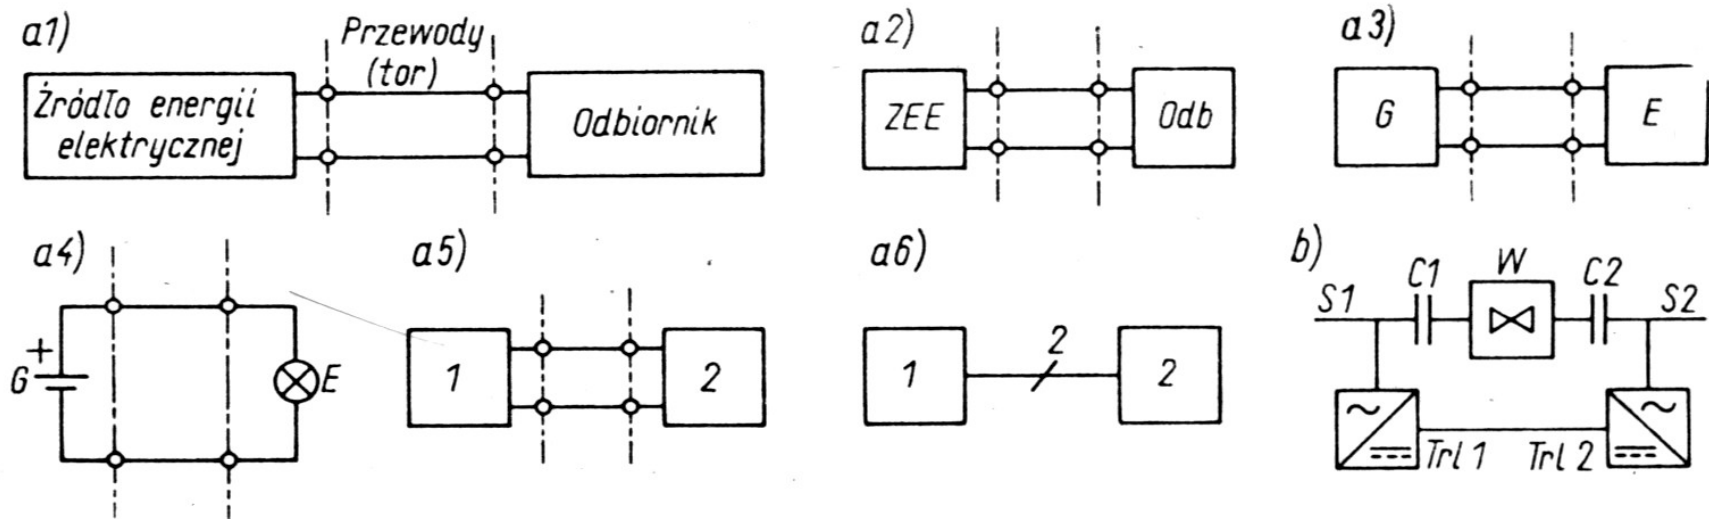 a1)
Przewody
(tor)
Źródło energii
elektrycznej
Odbiornik
a2)
ZEE
Odb
a3)
G
E
a4)
+
G
E
a5)
1
2
a6)
1
2
2
b)
S1
C1
W
C2
S2
~
~
Trl 1
Trl 2